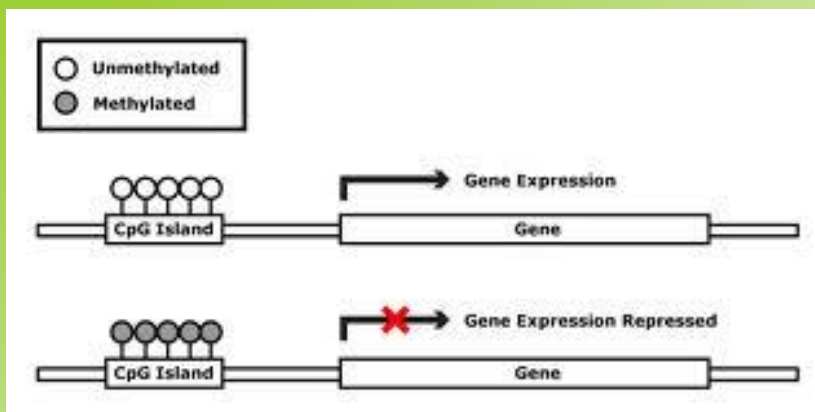 Unmethylated
Methylated
Gene Expression
CpG Island
Gene
Gene Expression Repressed
CpG Island
Gene